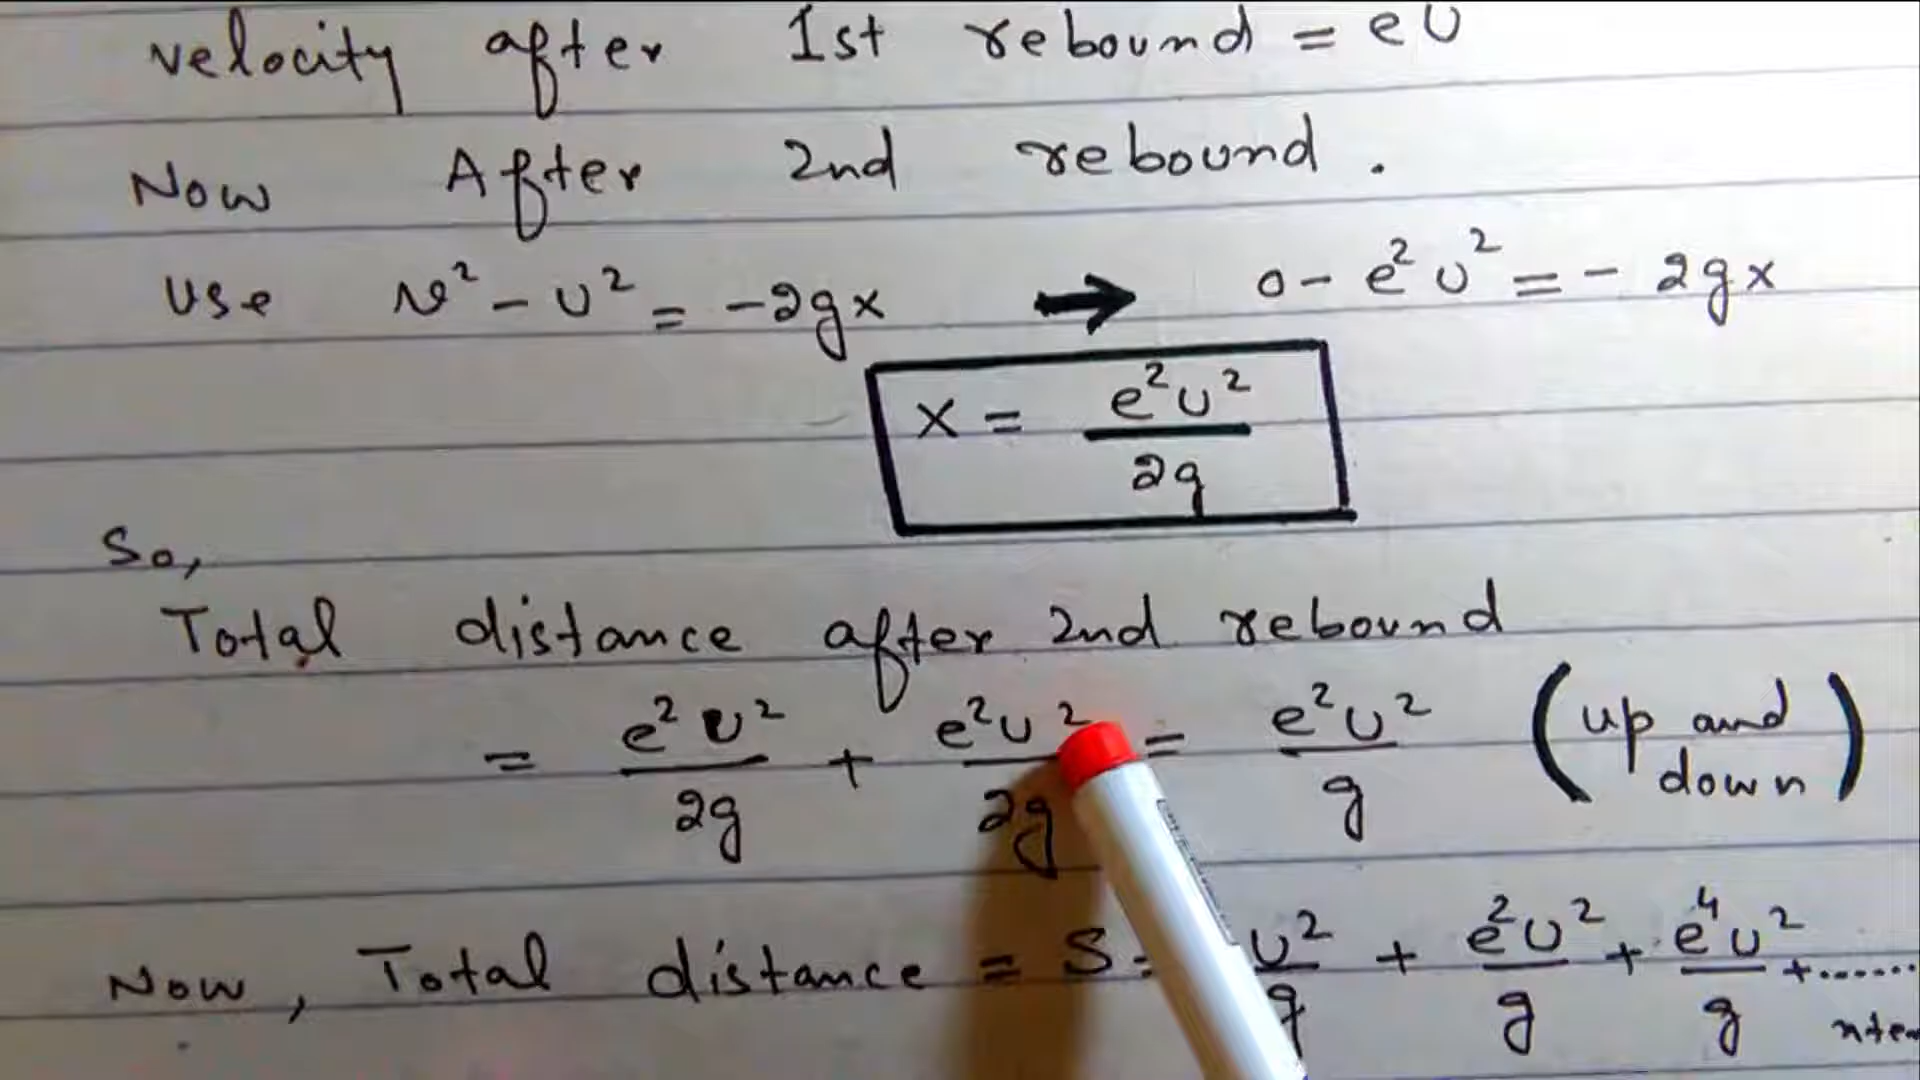 velocity after 1st rebound = eU
Now After 2nd rebound.
Use v² - U² = -2gx → 0 - e²U² = - 2gx
x = e²U² / 2g
So,
Total distance after 2nd rebound
= e²U²/2g + e²U²/2g = e²U²/g (up and down)
Now, Total distance = S = U²/g + e²U²/g + e⁴U²/g + ......